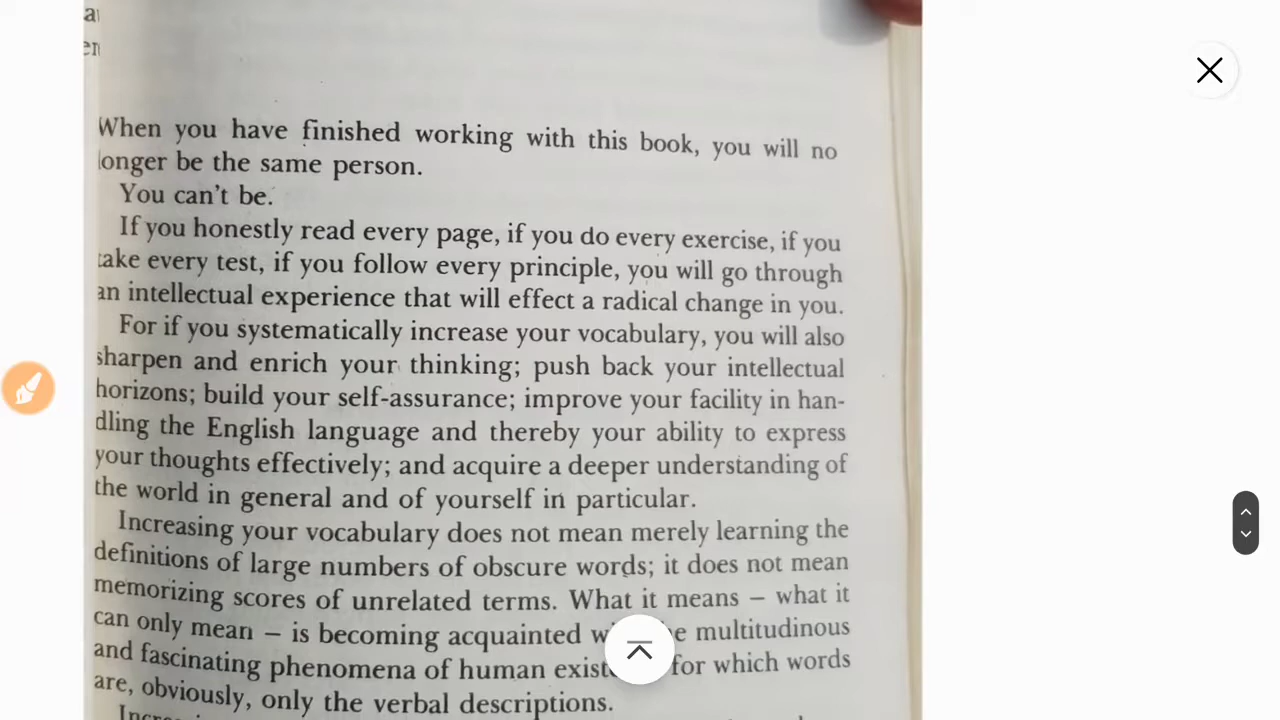 When you have finished working with this book, you will no
longer be the same person.
You can't be.
If you honestly read every page, if you do every exercise, if you
take every test, if you follow every principle, you will go through
an intellectual experience that will effect a radical change in you.
For if you systematically increase your vocabulary, you will also
sharpen and enrich your thinking; push back your intellectual
horizons; build your self-assurance; improve your facility in han-
dling the English language and thereby your ability to express
your thoughts effectively; and acquire a deeper understanding of
the world in general and of yourself in particular.
Increasing your vocabulary does not mean merely learning the
definitions of large numbers of obscure words; it does not mean
memorizing scores of unrelated terms. What it means – what it
can only mean – is becoming acquainted multitudinous
and fascinating phenomena of human for which words
are, obviously, only the verbal descriptions.